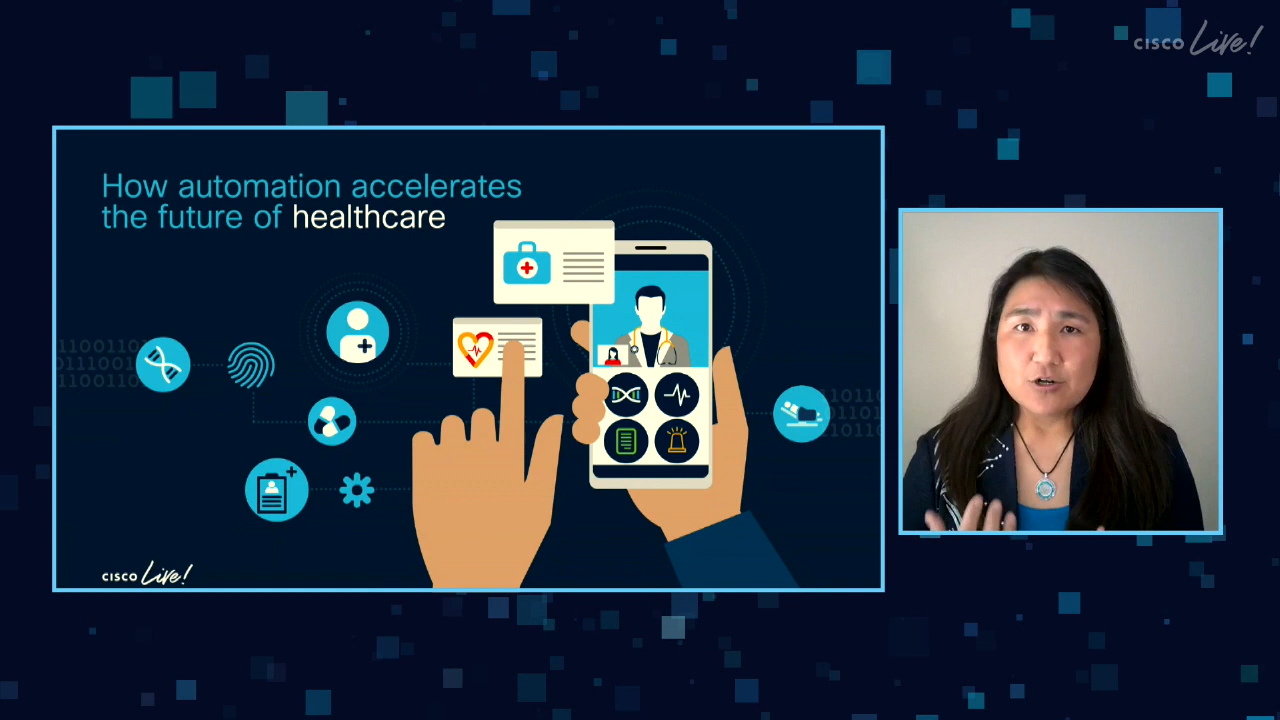 CISCO Live!
How automation accelerates
the future of healthcare
CISCO Live!